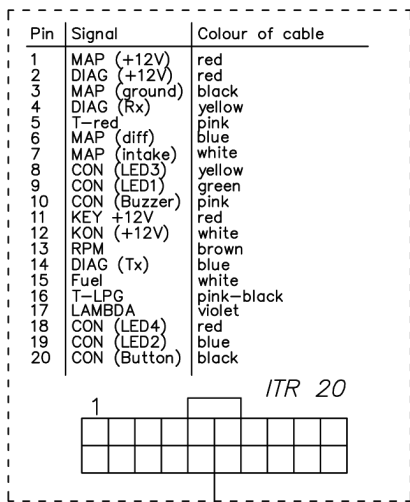 Pin Signal Colour of cable
1 MAP (+12V) red
2 DIAG (+12V) red
3 MAP (ground) black
4 DIAG (Rx) yellow
5 T-red pink
6 MAP (diff) blue
7 MAP (intake) white
8 CON (LED3) yellow
9 CON (LED1) green
10 CON (Buzzer) pink
11 KEY +12V red
12 KON (+12V) white
13 RPM brown
14 DIAG (Tx) blue
15 Fuel white
16 T-LPG pink-black
17 LAMBDA violet
18 CON (LED4) red
19 CON (LED2) blue
20 CON (Button) black
ITR 20
1